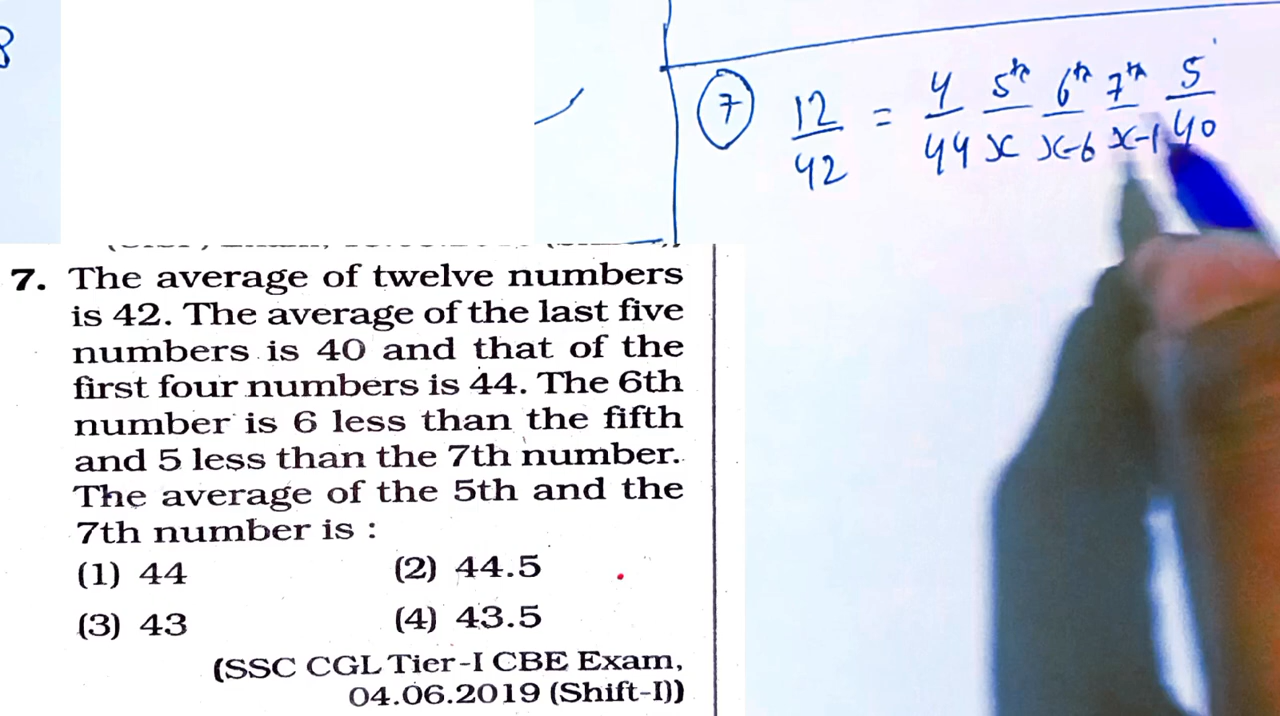 8
7 12 = 4 5th 6th 7th 5
42 44 x x-6 x-1 40
7. The average of twelve numbers
is 42. The average of the last five
numbers is 40 and that of the
first four numbers is 44. The 6th
number is 6 less than the fifth
and 5 less than the 7th number.
The average of the 5th and the
7th number is :
(1) 44 (2) 44.5
(3) 43 (4) 43.5
(SSC CGL Tier-I CBE Exam,
04.06.2019 (Shift-I))